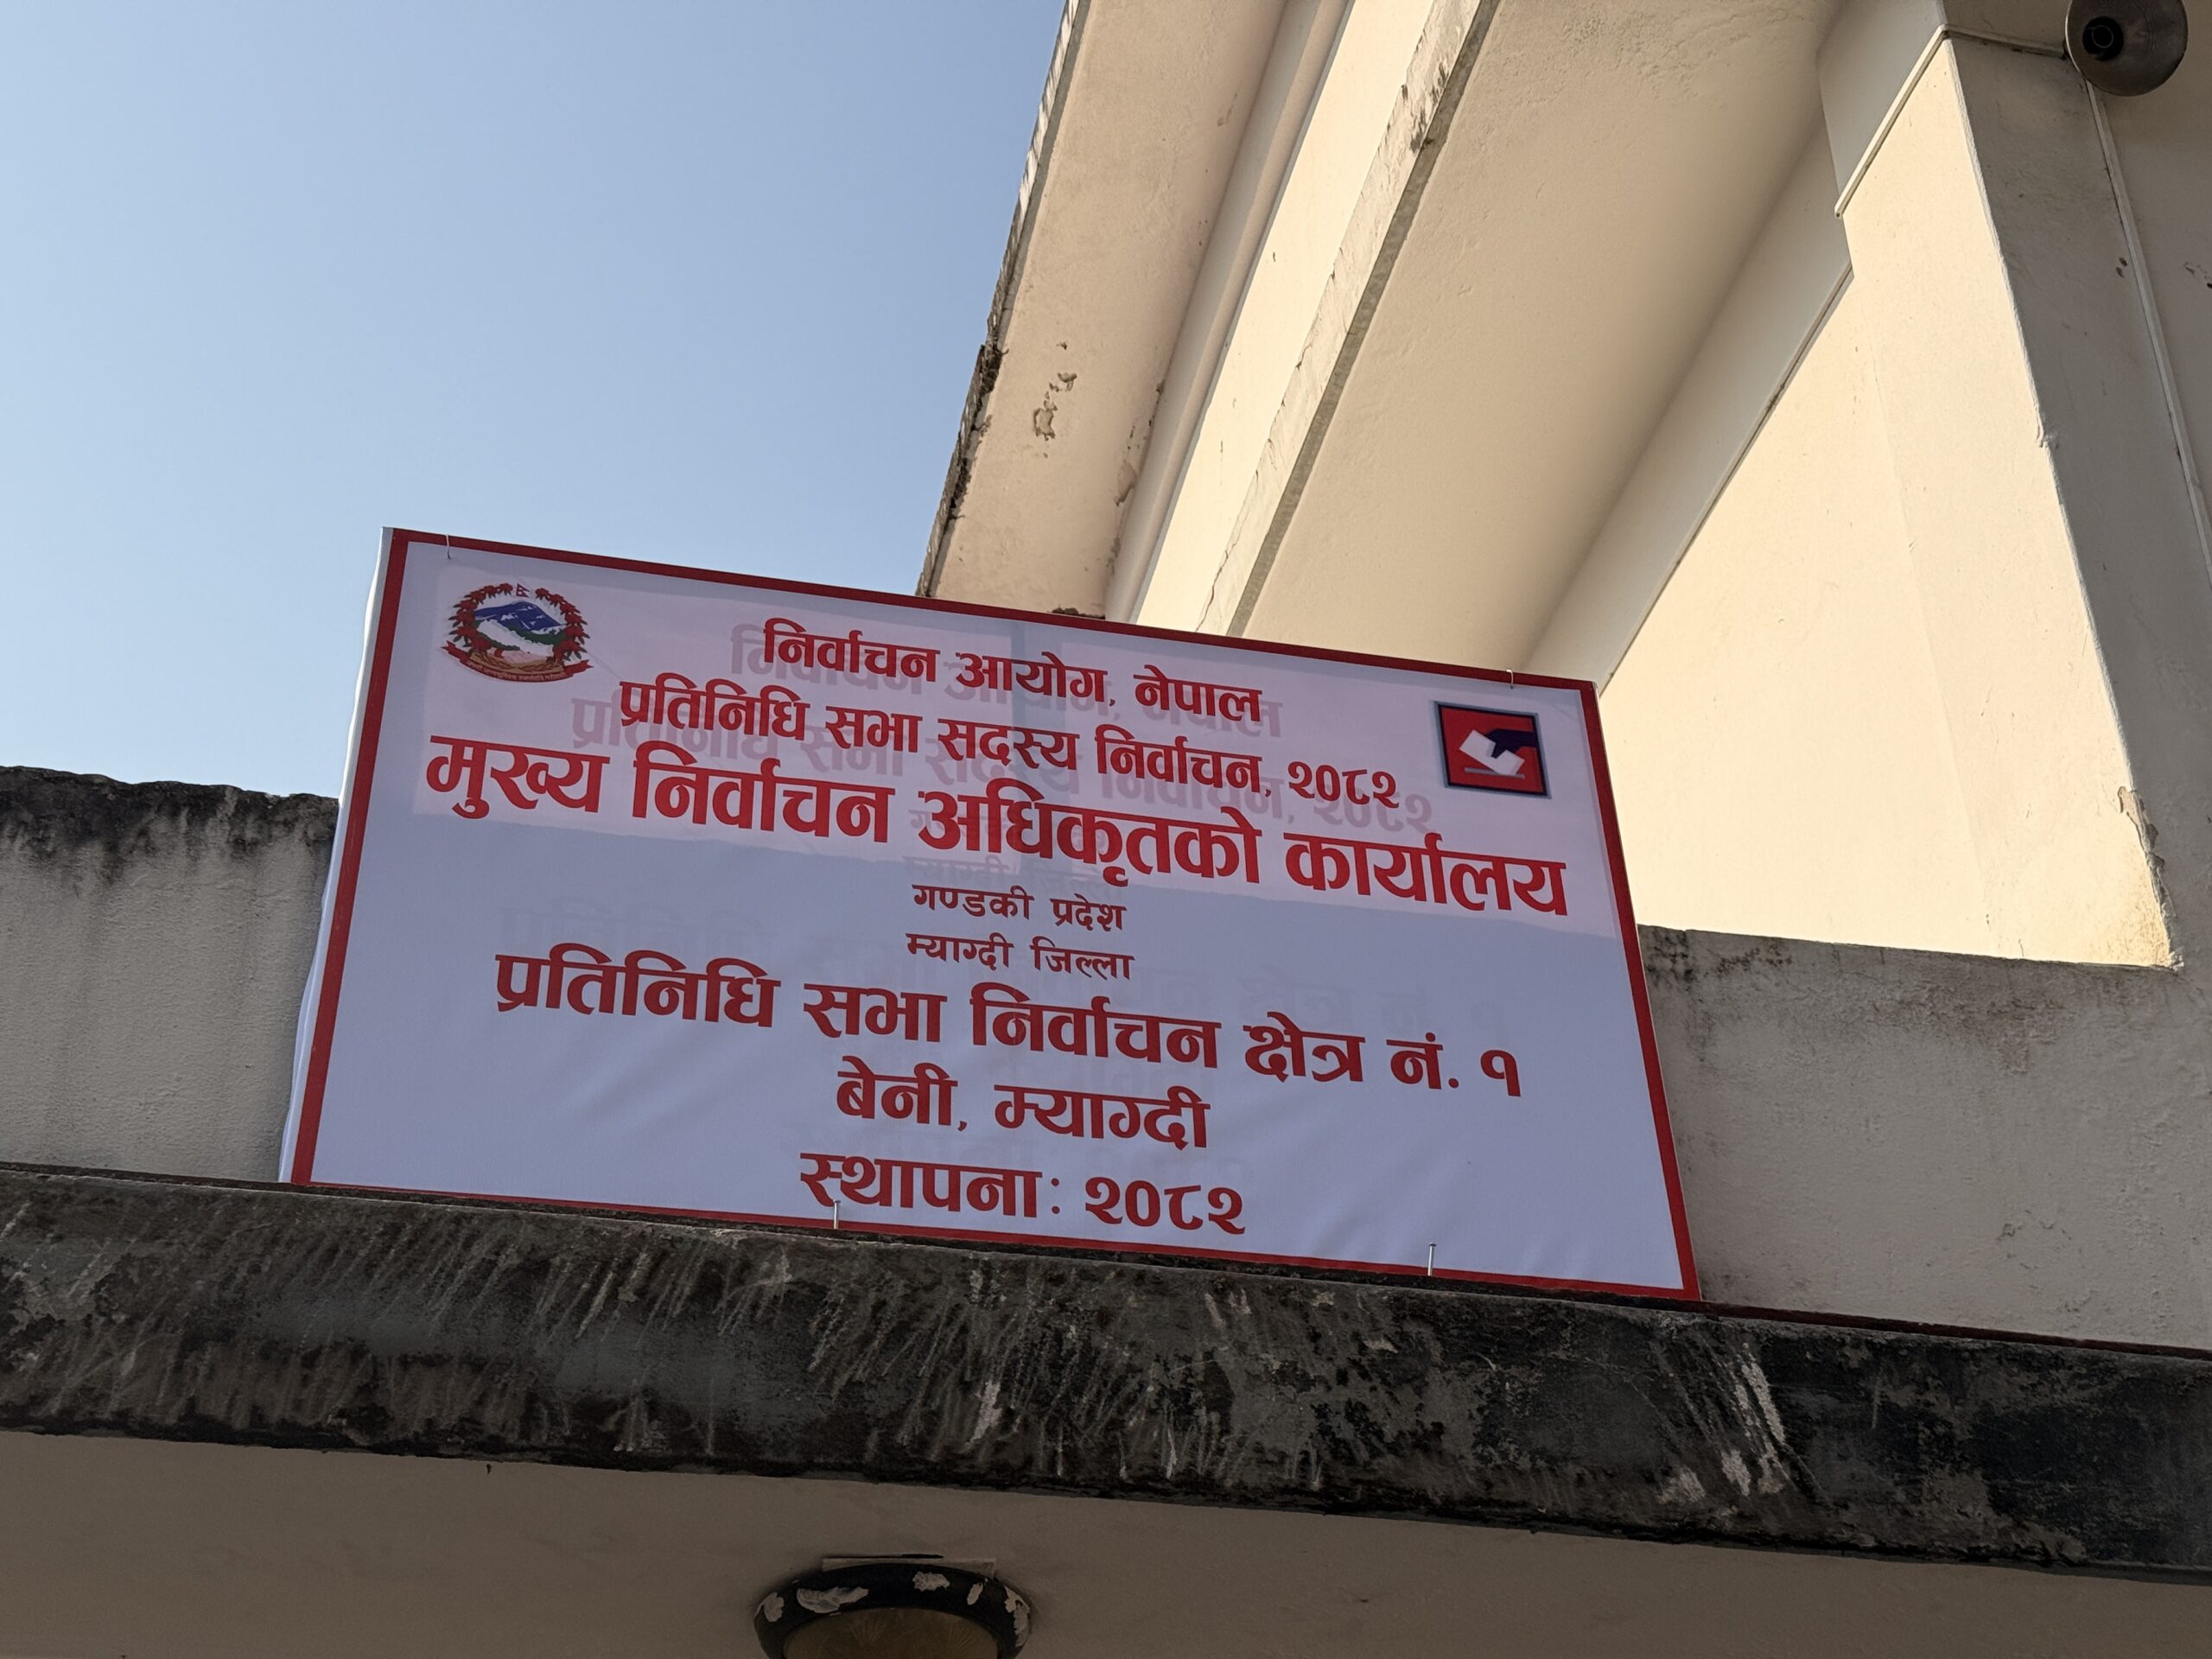 निर्वाचन आयोग, नेपाल
प्रतिनिधि सभा सदस्य निर्वाचन, २०८२
मुख्य निर्वाचन अधिकृतको कार्यालय
गण्डकी प्रदेश
म्याग्दी जिल्ला
प्रतिनिधि सभा निर्वाचन क्षेत्र नं. १
बेनी, म्याग्दी
स्थापना: २०८२